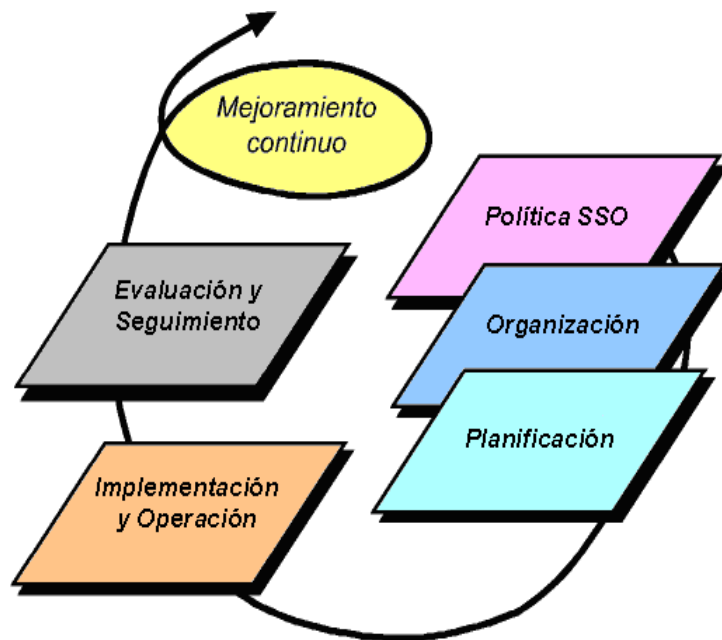 Mejoramiento
continuo
Política SSO
Evaluación y
Seguimiento
Organización
Planificación
Implementación
y Operación